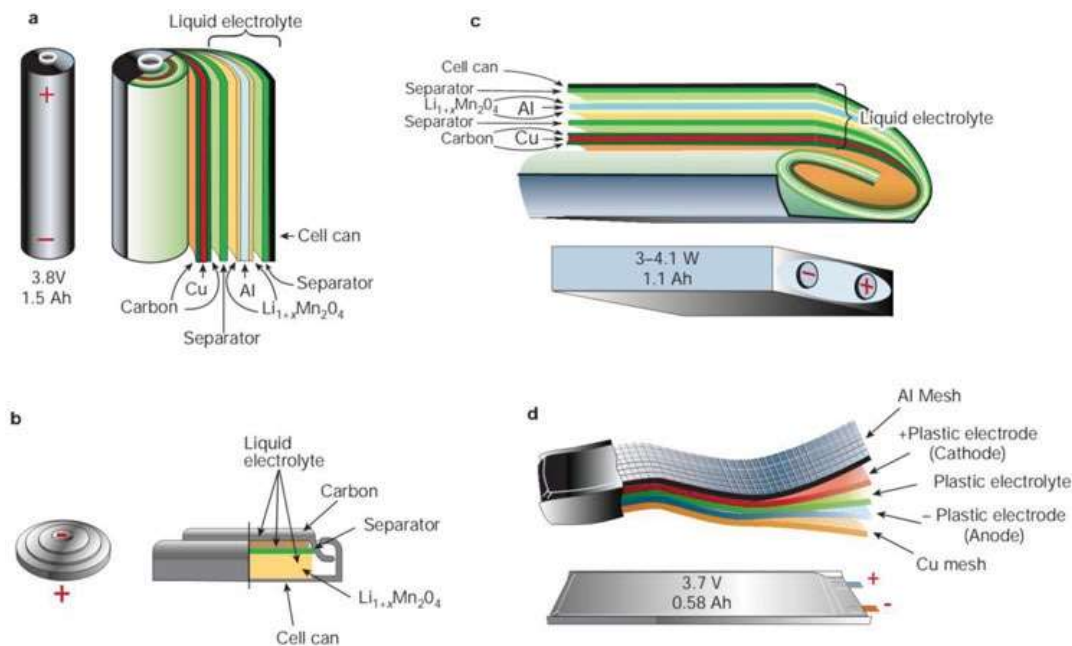 a
Liquid electrolyte
+
−
3.8V
1.5 Ah
Cell can
Separator
Al
Li1+xMn2O4
Cu
Carbon
Separator
c
Cell can
Separator
Li1+xMn2O4 Al
Separator
Carbon Cu
Liquid electrolyte
3–4.1 W
1.1 Ah
−
+
b
Liquid
electrolyte
Carbon
Separator
Li1+xMn2O4
Cell can
−
+
d
Al Mesh
+Plastic electrode
(Cathode)
Plastic electrolyte
– Plastic electrode
(Anode)
Cu mesh
3.7 V
0.58 Ah
+
-